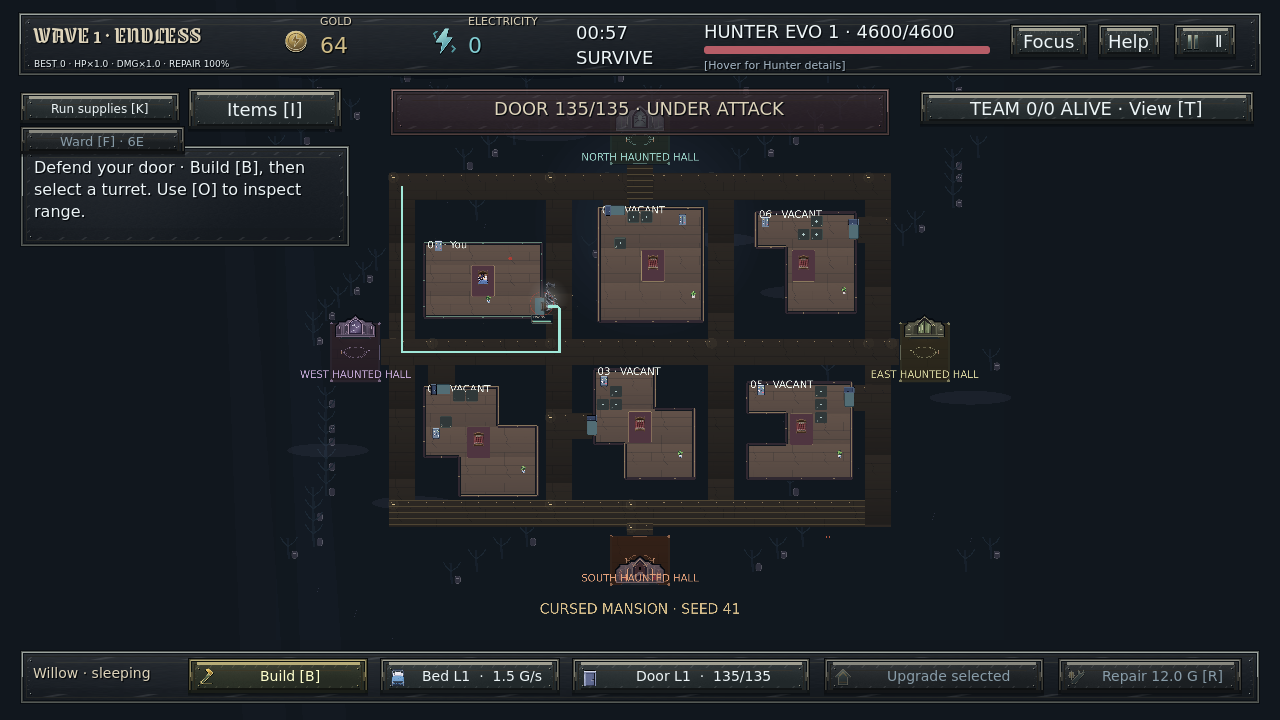 WAVE 1 · ENDLESS
BEST 0 · HP×1.0 · DMG×1.0 · REPAIR 100%
GOLD
64
ELECTRICITY
0
00:57
SURVIVE
HUNTER EVO 1 · 4600/4600
[Hover for Hunter details]
Focus
Help
II
Run supplies [K]
Items [I]
Ward [F] · 6E
DOOR 135/135 · UNDER ATTACK
TEAM 0/0 ALIVE · View [T]
Defend your door · Build [B], then
select a turret. Use [O] to inspect
range.
NORTH HAUNTED HALL
VACANT
06 · VACANT
You
WEST HAUNTED HALL
EAST HAUNTED HALL
VACANT
03 · VACANT
05 · VACANT
SOUTH HAUNTED HALL
CURSED MANSION · SEED 41
Willow · sleeping
Build [B]
Bed L1 · 1.5 G/s
Door L1 · 135/135
Upgrade selected
Repair 12.0 G [R]